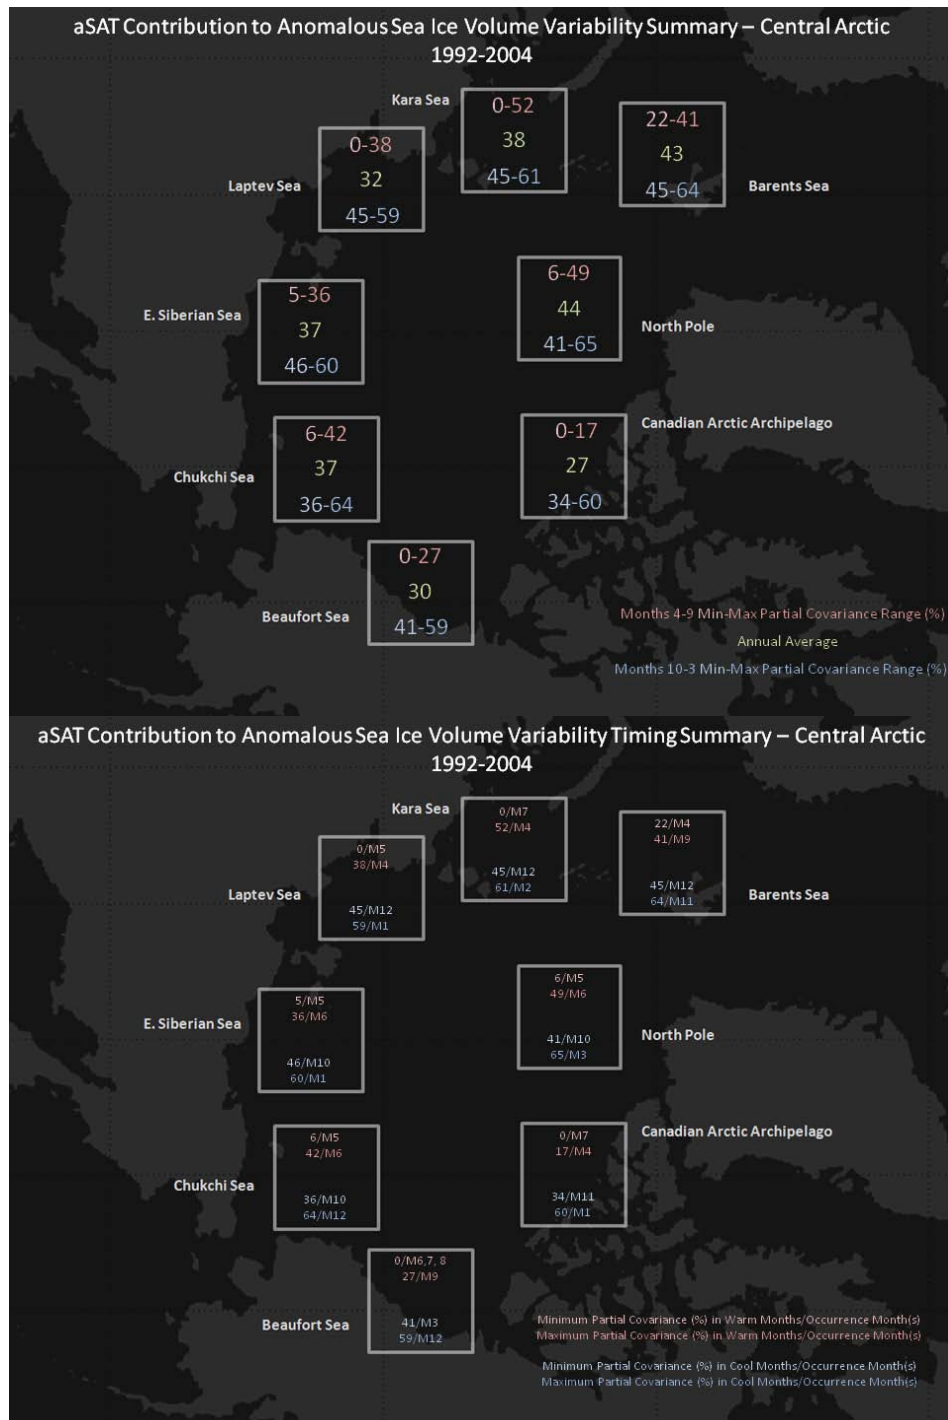 aSAT Contribution to Anomalous Sea Ice Volume Variability Summary – Central Arctic
1992-2004
Kara Sea
0-52
38
45-61
22-41
43
45-64
Barents Sea
Laptev Sea
0-38
32
45-59
E. Siberian Sea
5-36
37
46-60
6-49
44
41-65
North Pole
Chukchi Sea
6-42
37
36-64
0-17
27
34-60
Canadian Arctic Archipelago
Beaufort Sea
0-27
30
41-59
Months 4-9 Min-Max Partial Covariance Range (%)
Annual Average
Months 10-3 Min-Max Partial Covariance Range (%)
aSAT Contribution to Anomalous Sea Ice Volume Variability Timing Summary – Central Arctic
1992-2004
Kara Sea
0/M7
52/M4
45/M12
61/M2
22/M4
41/M9
45/M12
64/M11
Barents Sea
Laptev Sea
0/M5
38/M4
45/M12
59/M1
E. Siberian Sea
5/M5
36/M6
46/M10
60/M1
6/M5
49/M6
41/M10
65/M3
North Pole
Chukchi Sea
6/M5
42/M6
36/M10
64/M12
0/M7
17/M4
34/M11
60/M1
Canadian Arctic Archipelago
Beaufort Sea
0/M6,7, 8
27/M9
41/M3
59/M12
Minimum Partial Covariance (%) in Warm Months/Occurrence Month(s)
Maximum Partial Covariance (%) in Warm Months/Occurrence Month(s)
Minimum Partial Covariance (%) in Cool Months/Occurrence Month(s)
Maximum Partial Covariance (%) in Cool Months/Occurrence Month(s)